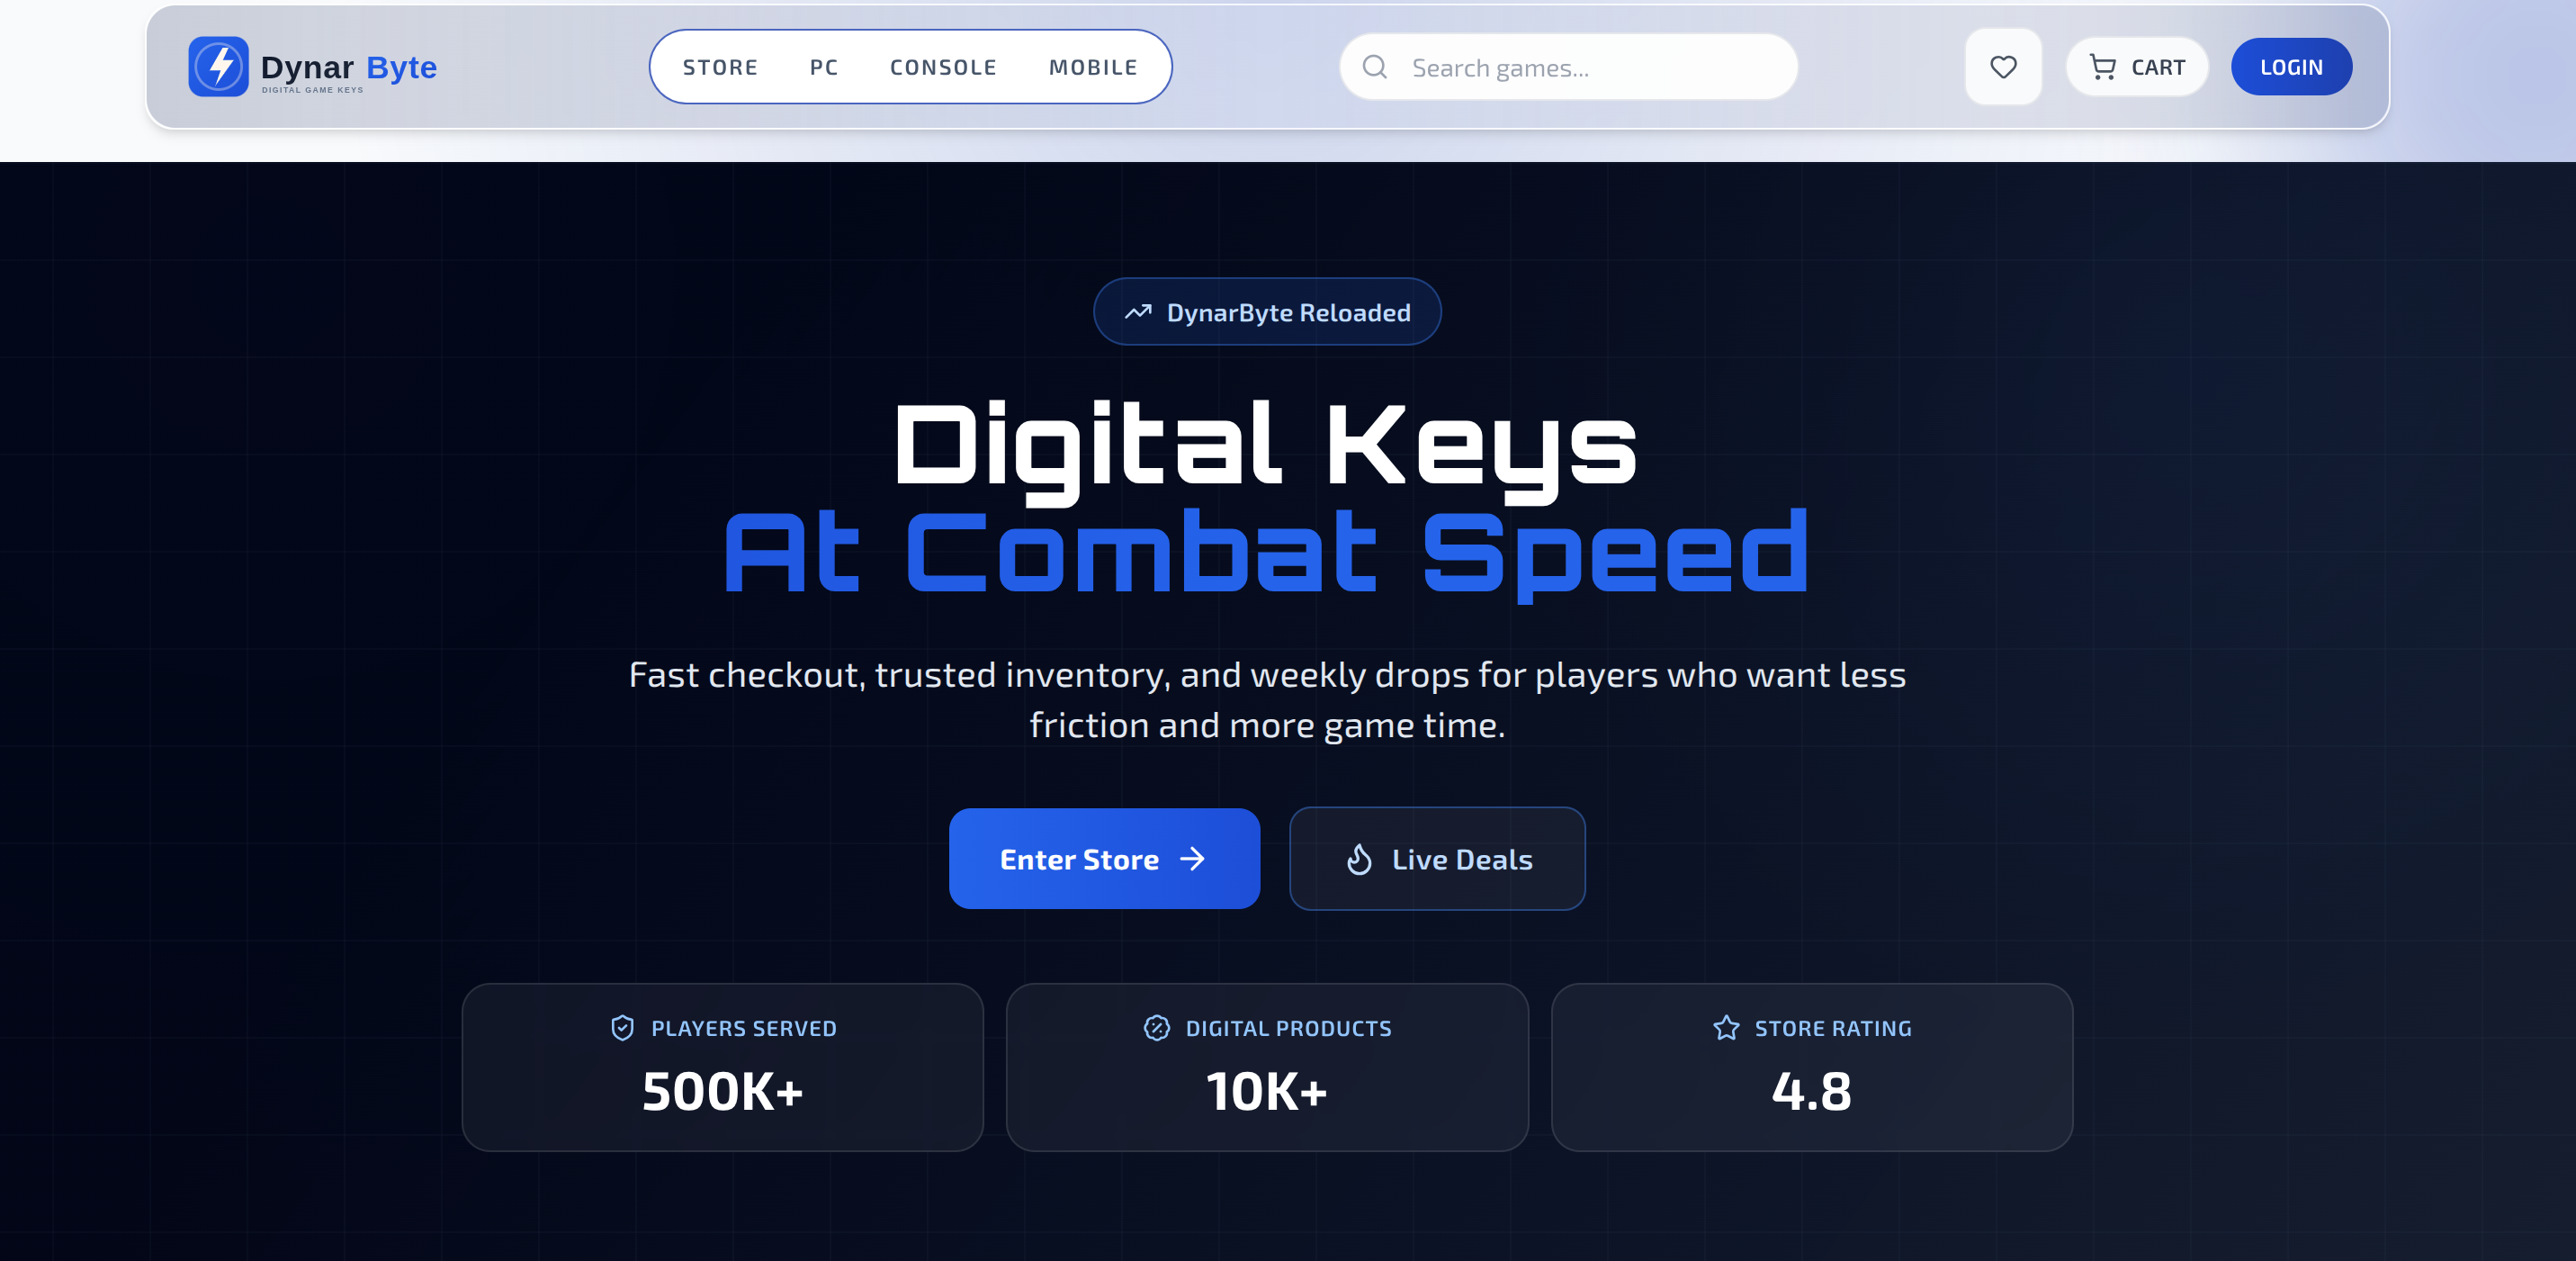 Dynar Byte
DIGITAL GAME KEYS
STORE PC CONSOLE MOBILE
Search games...
CART
LOGIN
DynarByte Reloaded
Digital Keys
At Combat Speed
Fast checkout, trusted inventory, and weekly drops for players who want less
friction and more game time.
Enter Store
Live Deals
PLAYERS SERVED
500K+
DIGITAL PRODUCTS
10K+
STORE RATING
4.8